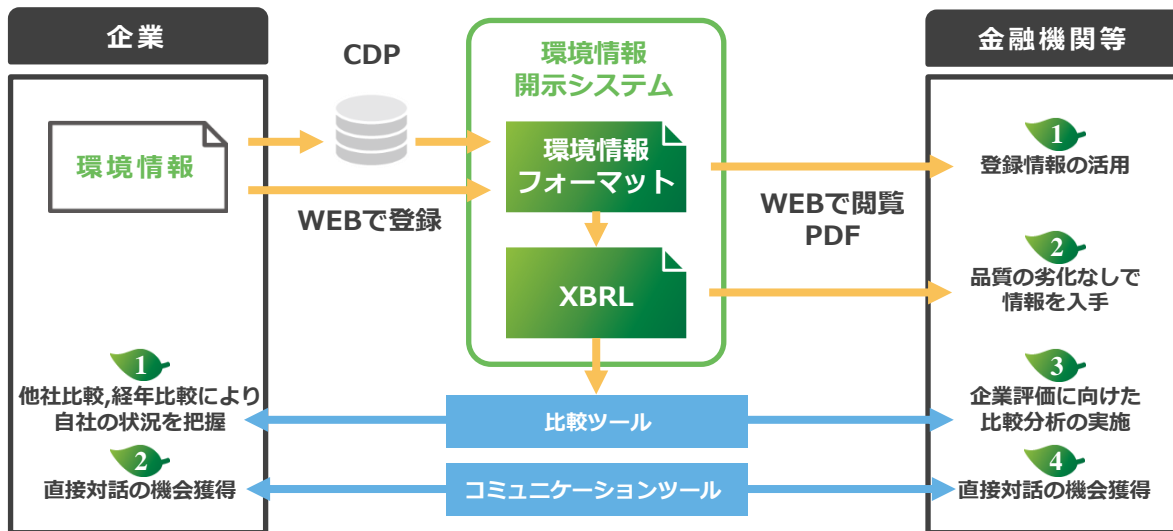 企業
CDP
環境情報
開示システム
金融機関等
環境情報
環境情報
フォーマット
WEBで登録
WEBで閲覧
PDF
XBRL
1
登録情報の活用
2
品質の劣化なしで
情報を入手
1
他社比較,経年比較により
自社の状況を把握
比較ツール
3
企業評価に向けた
比較分析の実施
2
直接対話の機会獲得
コミュニケーションツール
4
直接対話の機会獲得